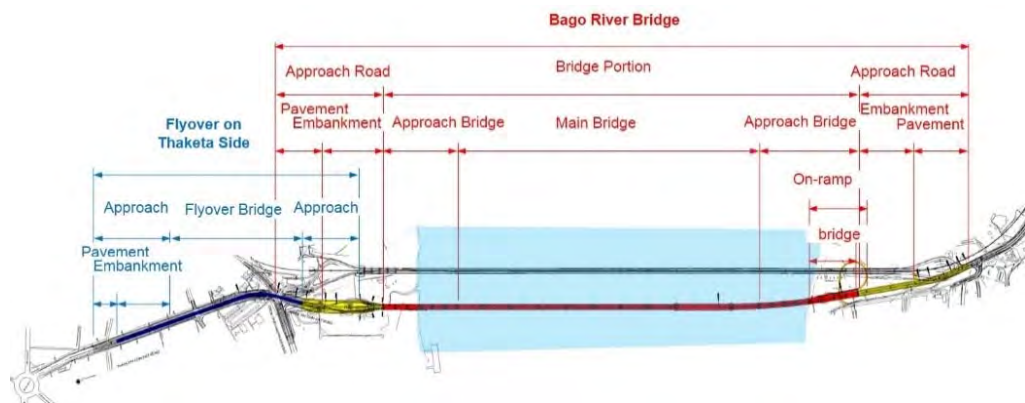 Bago River Bridge
Approach Road
Bridge Portion
Approach Road
Pavement
Embankment
Approach Bridge
Main Bridge
Approach Bridge
Embankment
Pavement
Flyover on
Thaketa Side
On-ramp
bridge
Approach
Flyover Bridge
Approach
Pavement
Embankment